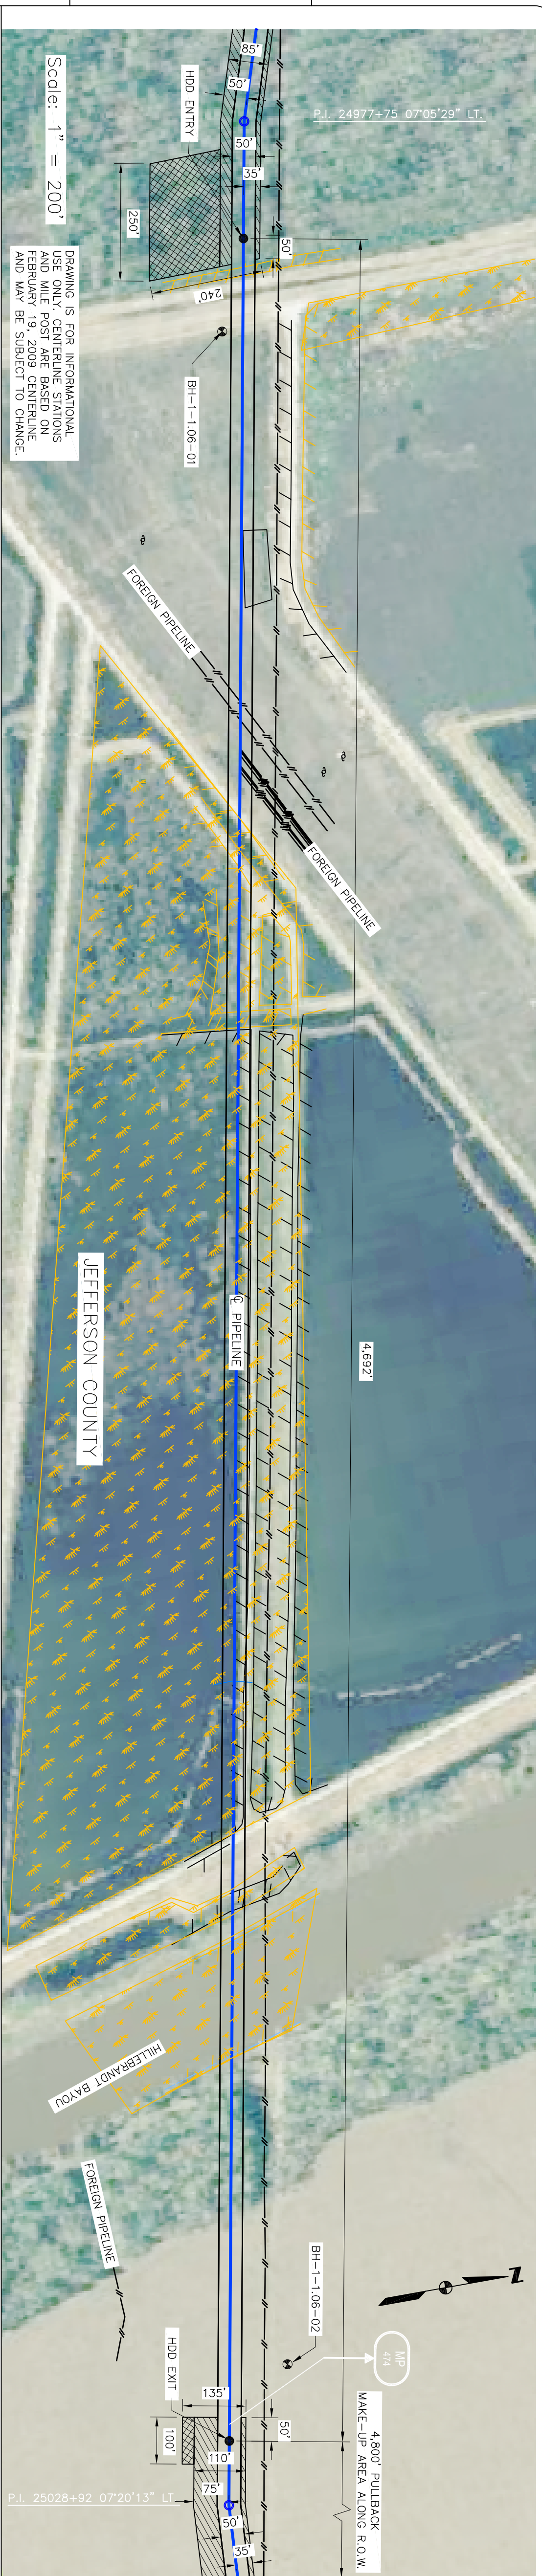 85'
50'
P.I. 24977+75 07°05'29" LT.
HDD ENTRY
Scale: 1" = 200'
50'
35'
250'
50'
240'
DRAWING IS FOR INFORMATIONAL
USE ONLY. CENTERLINE STATIONS
AND MILE POST ARE BASED ON
FEBRUARY 19, 2009 CENTERLINE
AND MAY BE SUBJECT TO CHANGE.
BH-1-1.06-01
FOREIGN PIPELINE
FOREIGN PIPELINE
JEFFERSON COUNTY
℄ PIPELINE
4,692'
HILLEBRANDT BAYOU
FOREIGN PIPELINE
BH-1-1.06-02
Z
MP
474
HDD EXIT
4,800' PULLBACK
MAKE-UP AREA ALONG R.O.W.
135'
50'
100'
110'
75'
P.I. 25028+92 07°20'13" LT.
50'
35'